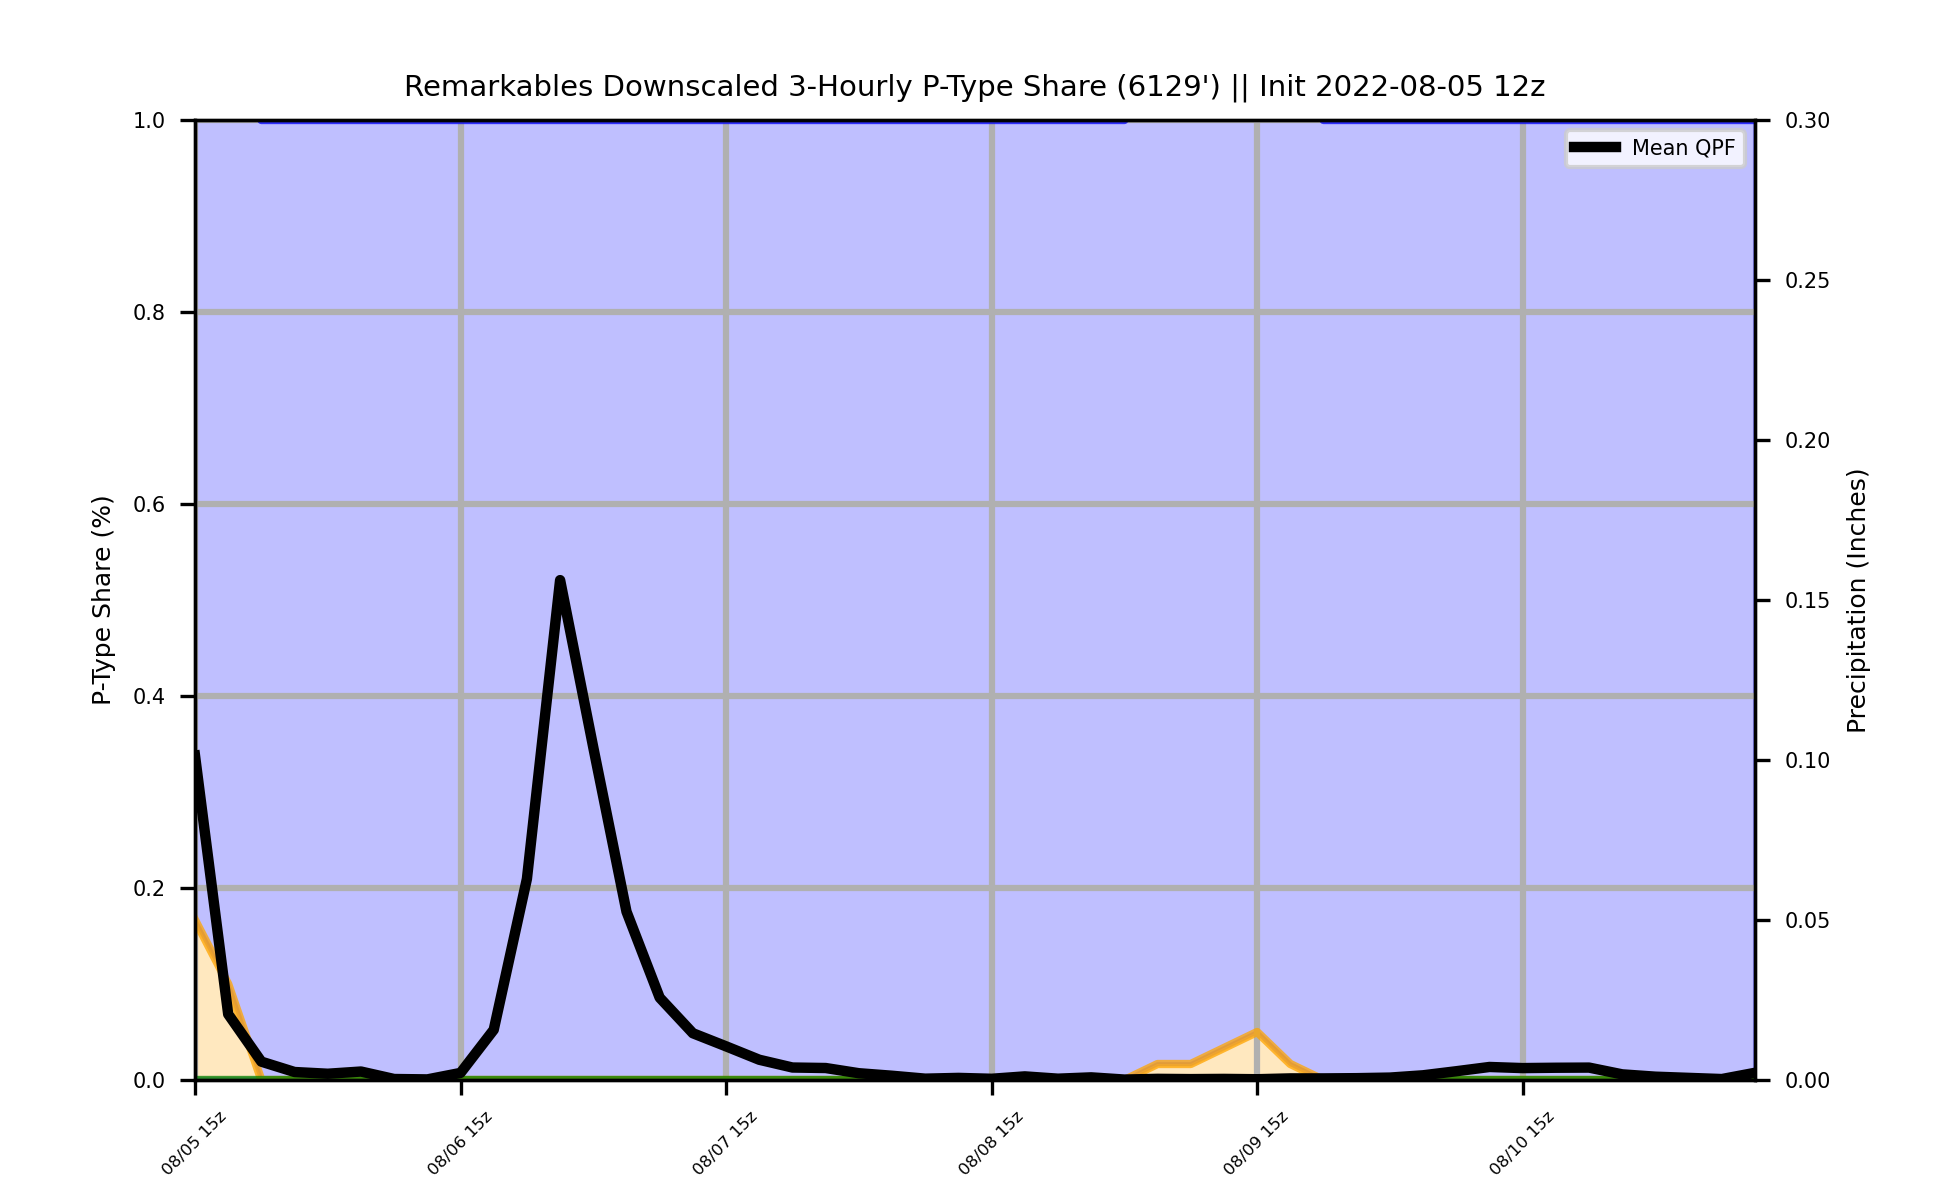 Remarkables Downscaled 3-Hourly P-Type Share (6129') || Init 2022-08-05 12z
Mean QPF
P-Type Share (%)
1.0
0.8
0.6
0.4
0.2
0.0
0.30
0.25
0.20
0.15
0.10
0.05
0.00
Precipitation (Inches)
08/05 15z
08/06 15z
08/07 15z
08/08 15z
08/09 15z
08/10 15z